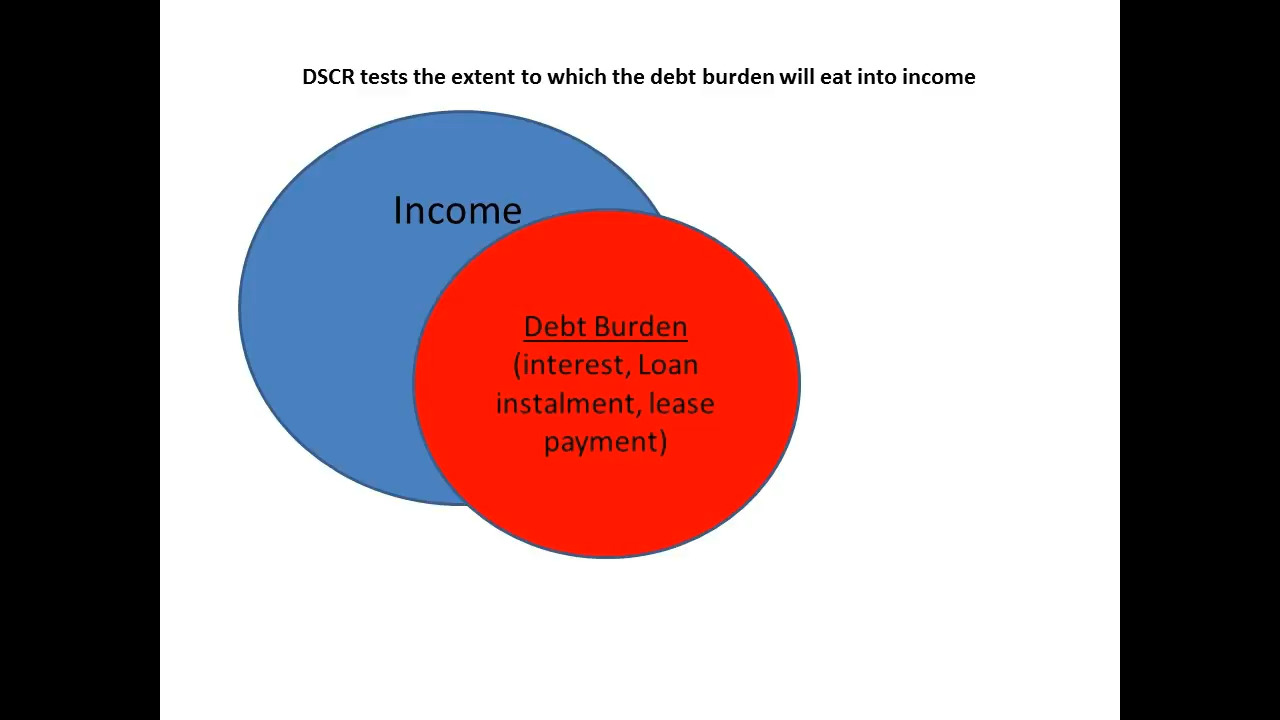 DSCR tests the extent to which the debt burden will eat into income
Income
Debt Burden
(interest, Loan
instalment, lease
payment)